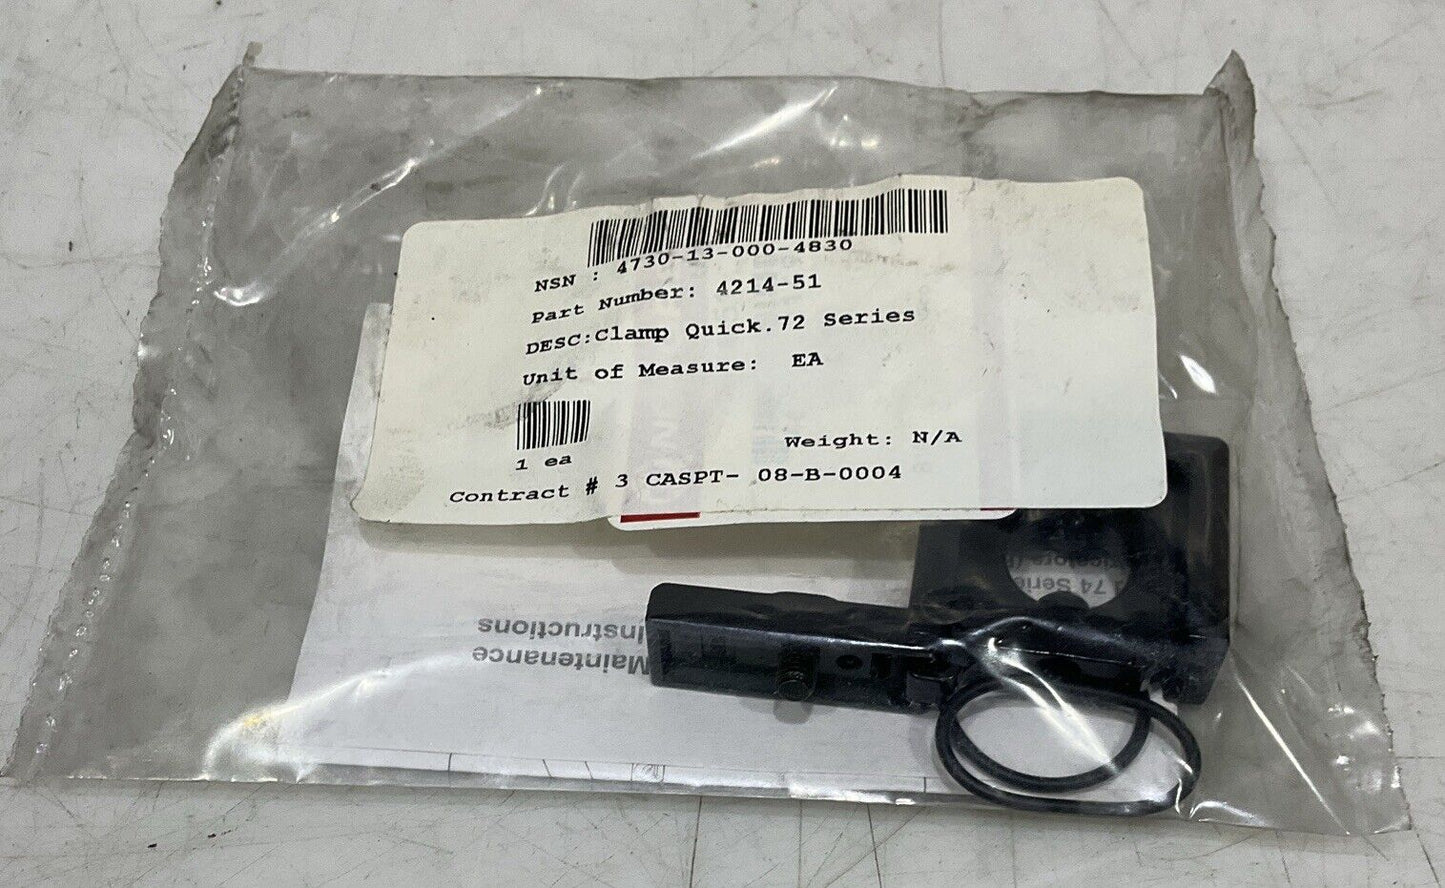 NSN : 4730-13-000-4830
Part Number: 4214-51
DESC:Clamp Quick.72 Series
Unit of Measure: EA
1 ea
Weight: N/A
Contract # 3 CASPT- 08-B-0004
74 Serie
Maintenance
Instructions